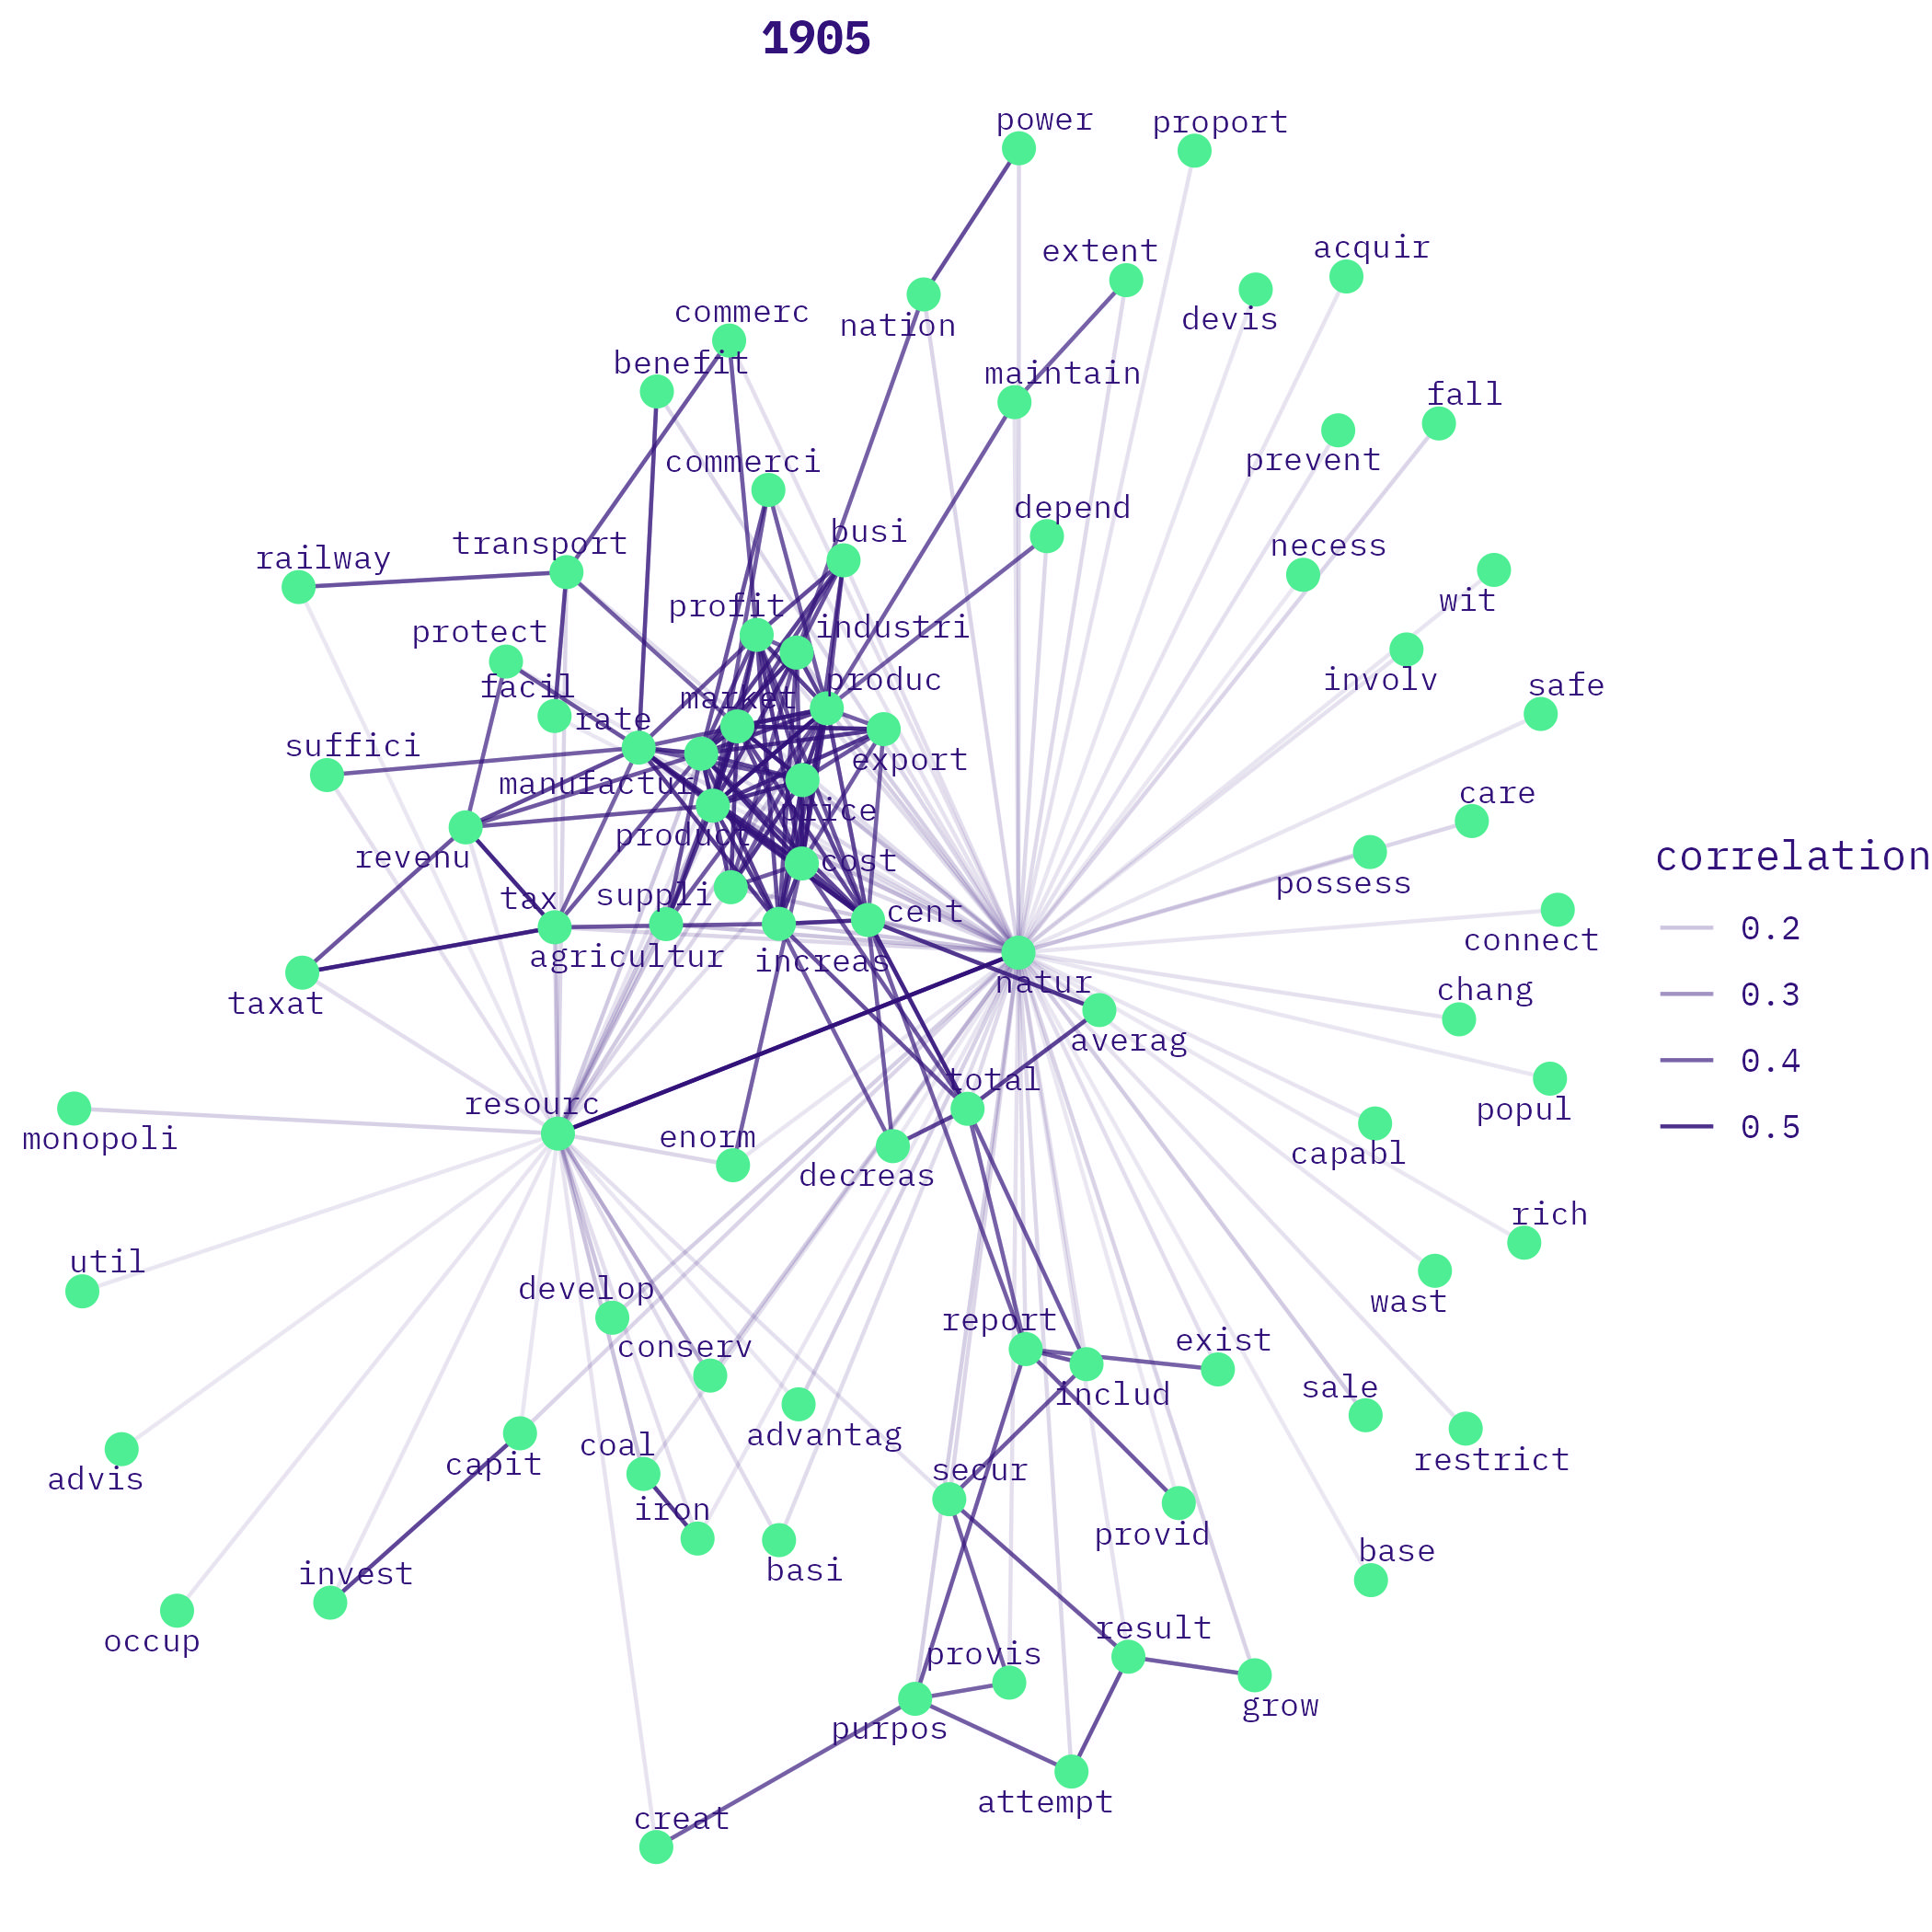 1905
power
proport
extent
acquir
commerc
nation
devis
benefit
maintain
fall
commerci
prevent
depend
busi
transport
necess
railway
wit
profit
industri
protect
involv
produc
facil
market
safe
rate
suffici
export
manufactur
care
price
product
correlation
revenu
cost
possess
suppli
tax
cent
0.2
connect
agricultur
increas
natur
chang
0.3
taxat
averag
total
0.4
resourc
popul
monopoli
enorm
0.5
capabl
decreas
rich
util
develop
wast
report
exist
conserv
includ
sale
advantag
coal
restrict
capit
secur
advis
iron
provid
base
basi
invest
result
occup
provis
grow
purpos
attempt
creat